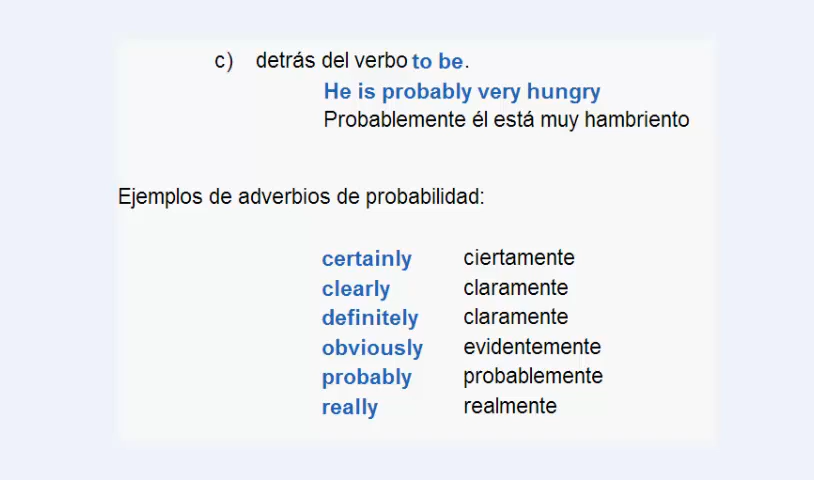 c) detrás del verbo to be.
He is probably very hungry
Probablemente él está muy hambriento
Ejemplos de adverbios de probabilidad:
certainly ciertamente
clearly claramente
definitely claramente
obviously evidentemente
probably probablemente
really realmente